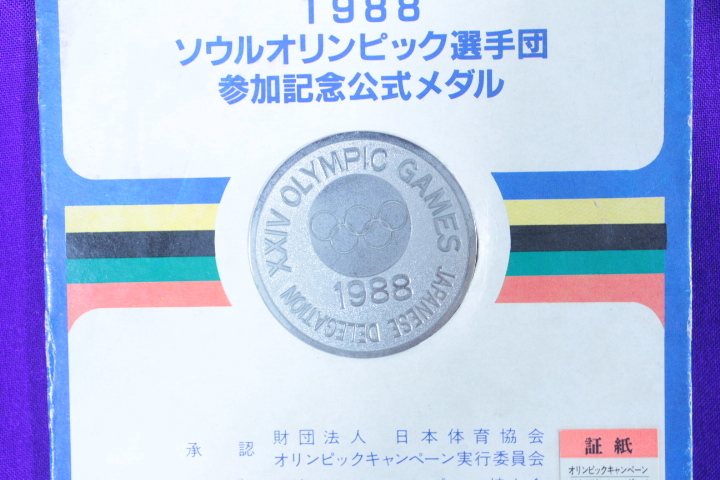 1988
ソウルオリンピック選手団
参加記念公式メダル
XXIV OLYMPIC GAMES
1988
JAPANESE DELEGATION
承認 財団法人 日本体育協会
オリンピックキャンペーン実行委員会
証紙
オリンピックキャンペーン